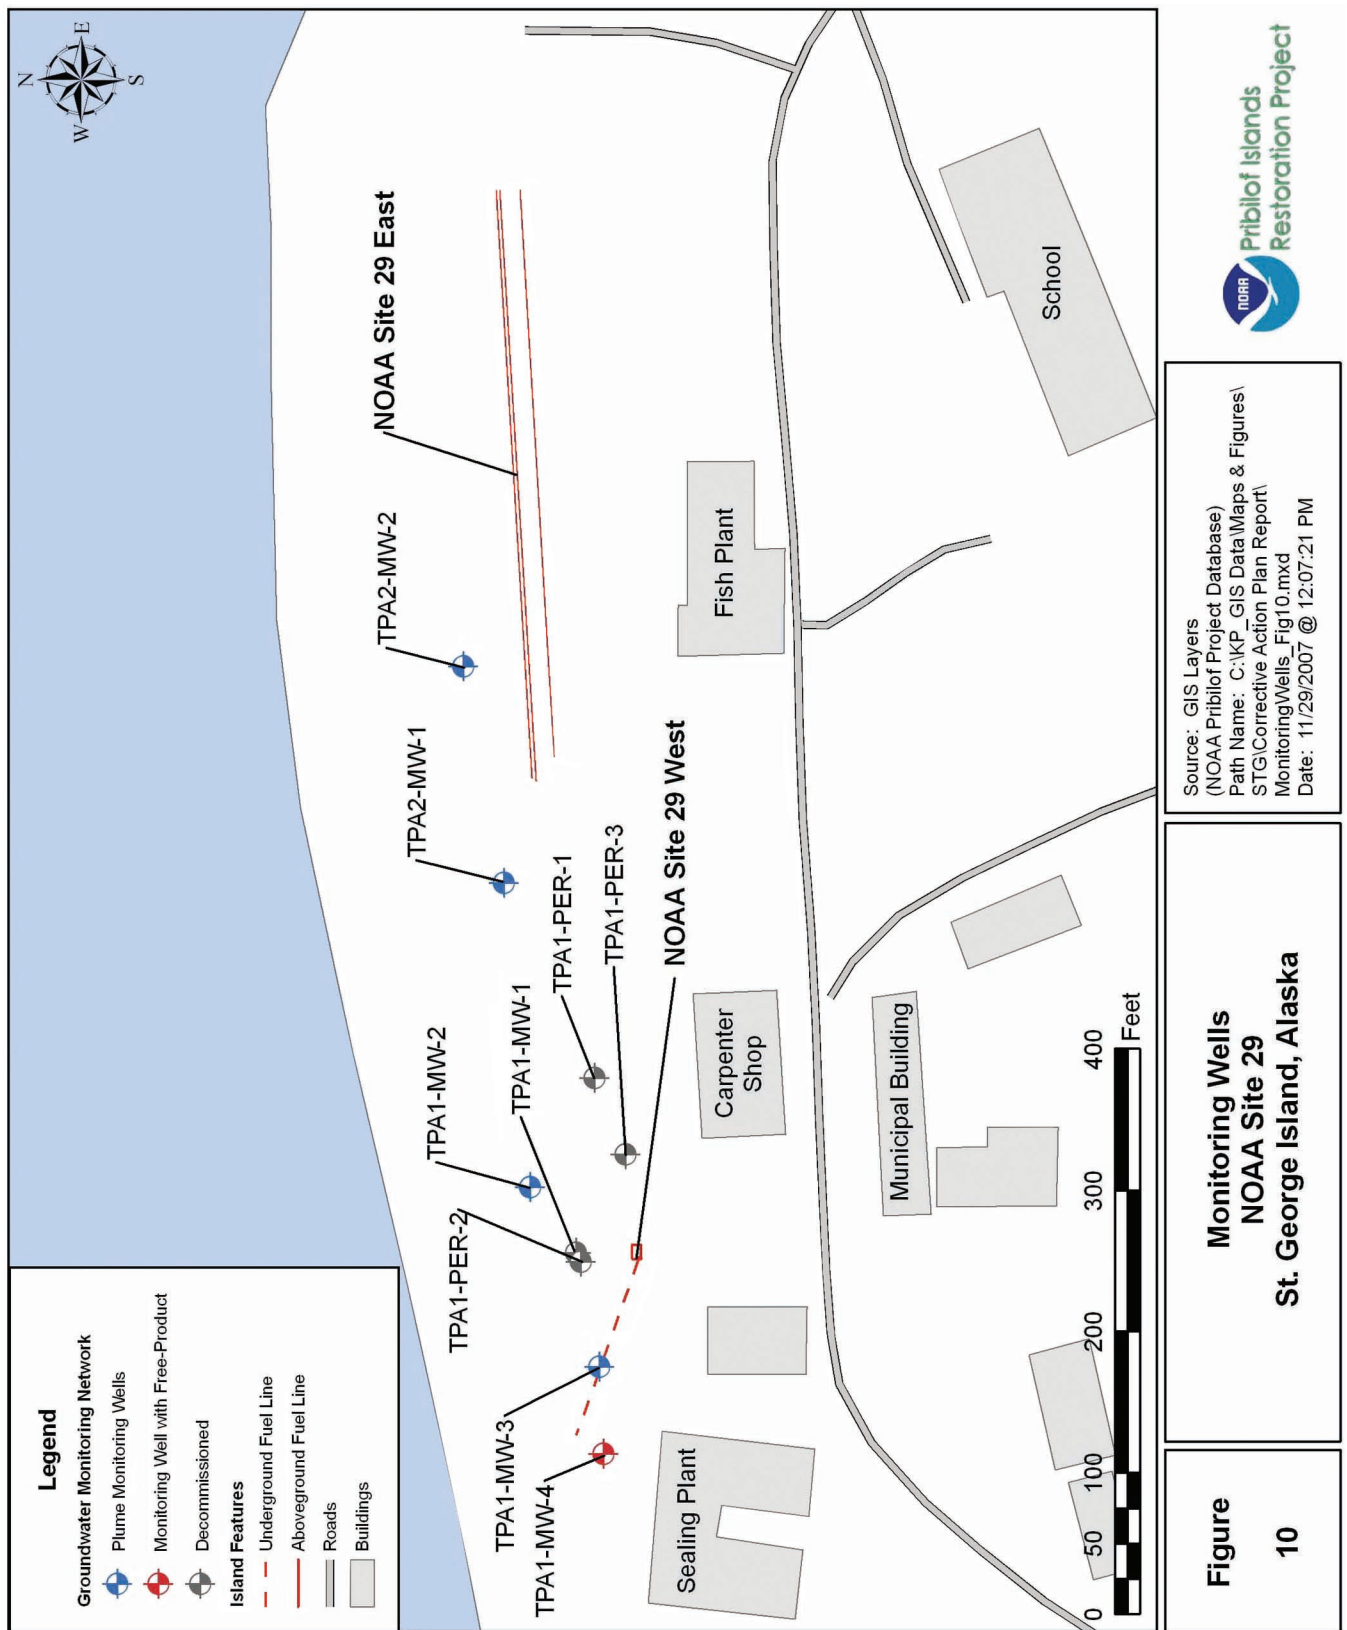 Legend
Groundwater Monitoring Network
Plume Monitoring Wells
Monitoring Well with Free-Product
Decommissioned
Island Features
Underground Fuel Line
Aboveground Fuel Line
Roads
Buildings
N
E
S
W
TPA2-MW-2
NOAA Site 29 East
TPA2-MW-1
TPA1-MW-2
TPA1-PER-2
TPA1-MW-1
TPA1-PER-1
TPA1-PER-3
TPA1-MW-3
TPA1-MW-4
NOAA Site 29 West
Sealing Plant
Carpenter
Shop
Fish Plant
Municipal Building
School
0 50 100 200 300 400
Feet
Figure
10
Monitoring Wells
NOAA Site 29
St. George Island, Alaska
Source: GIS Layers
(NOAA Pribilof Project Database)
Path Name: C:\KP_GIS Data\Maps & Figures\
STG\Corrective Action Plan Report\
MonitoringWells_Fig10.mxd
Date: 11/29/2007 @ 12:07:21 PM
NOAA
Pribilof Islands
Restoration Project